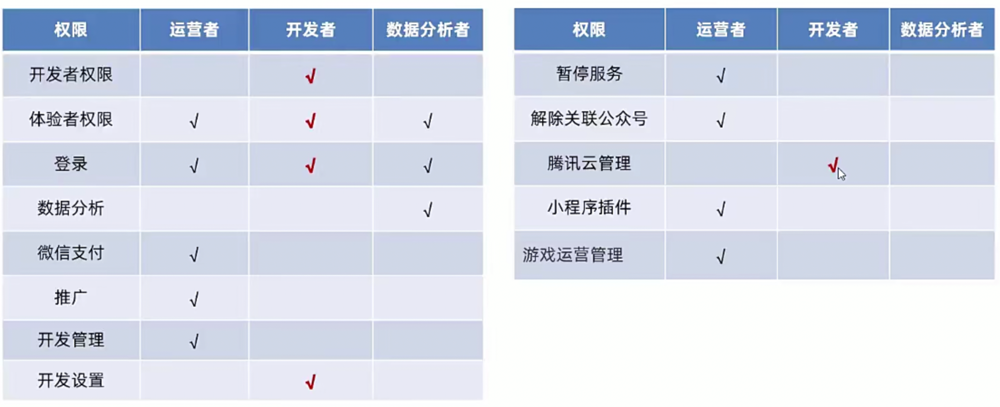 权限 运营者 开发者 数据分析者
开发者权限 √
体验者权限 √ √ √
登录 √ √ √
数据分析 √
微信支付 √
推广 √
开发管理 √
开发设置 √
权限 运营者 开发者 数据分析者
暂停服务 √
解除关联公众号 √
腾讯云管理 √
小程序插件 √
游戏运营管理 √